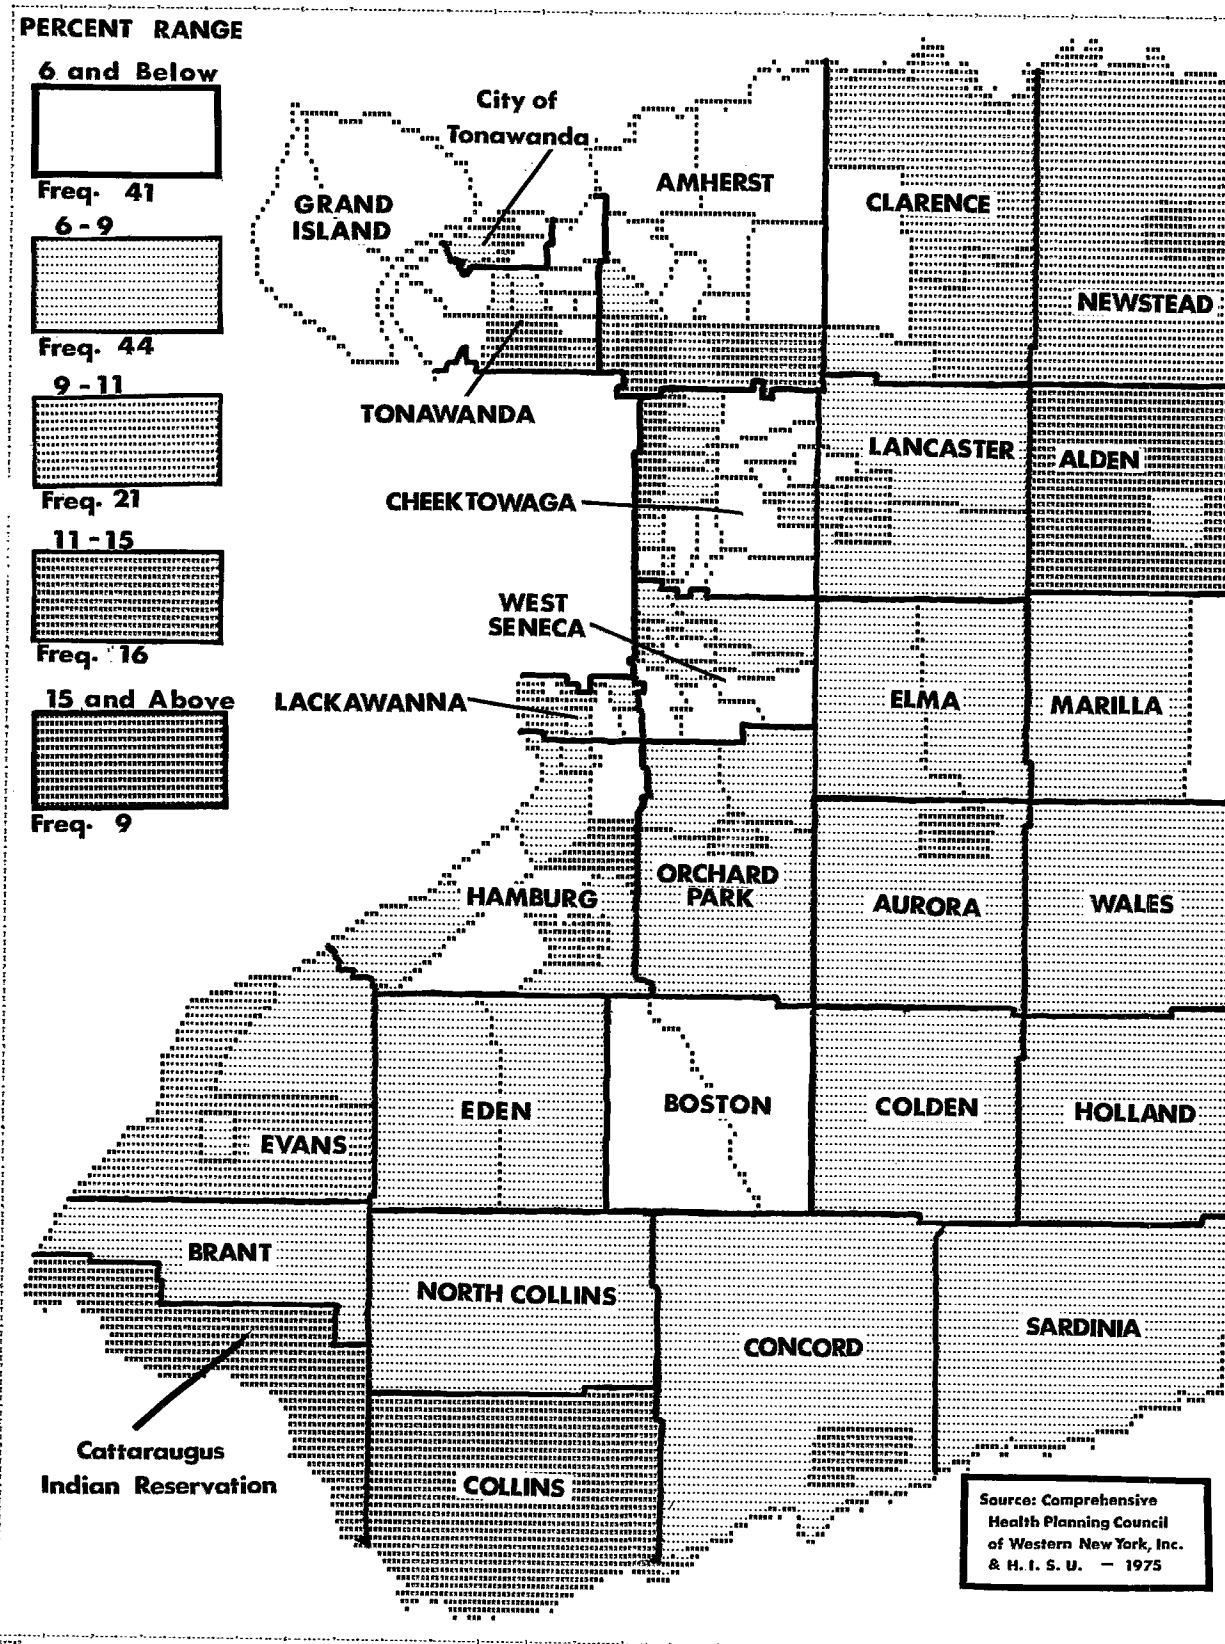 PERCENT RANGE
6 and Below
Freq. 41
6 - 9
Freq. 44
9 - 11
Freq. 21
11 - 15
Freq. 16
15 and Above
Freq. 9
City of
Tonawanda
GRAND
ISLAND
AMHERST
CLARENCE
NEWSTEAD
TONAWANDA
LANCASTER
ALDEN
CHEEKTOWAGA
WEST
SENECA
LACKAWANNA
ELMA
MARILLA
HAMBURG
ORCHARD
PARK
AURORA
WALES
EDEN
BOSTON
COLDEN
HOLLAND
EVANS
BRANT
NORTH COLLINS
CONCORD
SARDINIA
Cattaraugus
Indian Reservation
COLLINS
Source: Comprehensive
Health Planning Council
of Western New York, Inc.
& H. I. S. U. — 1975